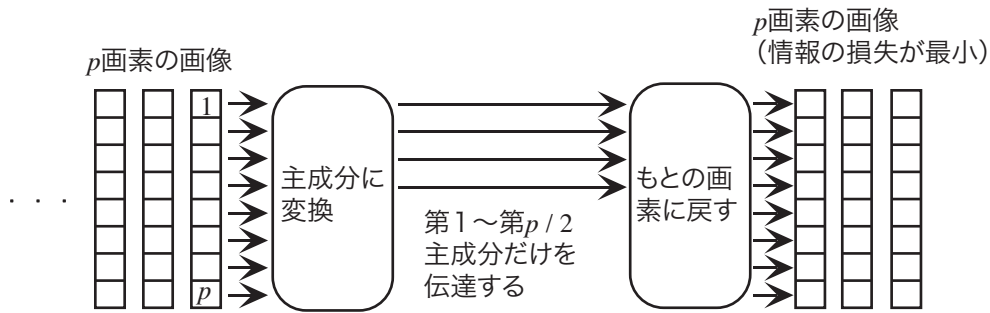 p画素の画像
1
p
. . .
主成分に
変換
第１～第p / 2
主成分だけを
伝達する
もとの画
素に戻す
p画素の画像
（情報の損失が最小）